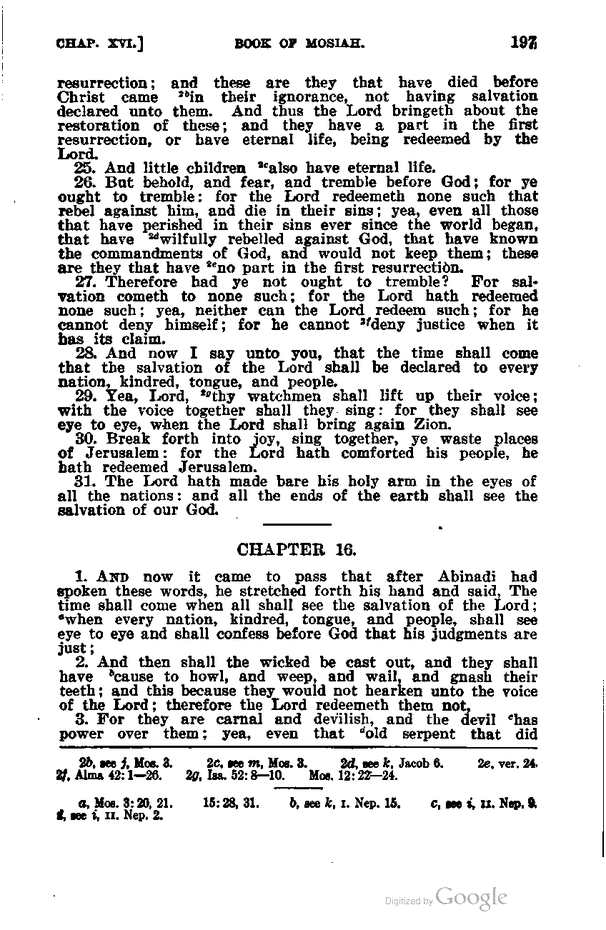 CHAP. XVI.] BOOK OF MOSIAH. 197
resurrection; and these are they that have died before
Christ came 2bin their ignorance, not having salvation
declared unto them. And thus the Lord bringeth about the
restoration of these; and they have a part in the first
resurrection, or have eternal life, being redeemed by the
Lord.
25. And little children 2calso have eternal life.
26. But behold, and fear, and tremble before God; for ye
ought to tremble: for the Lord redeemeth none such that
rebel against him, and die in their sins; yea, even all those
that have perished in their sins ever since the world began,
that have 2dwilfully rebelled against God, that have known
the commandments of God, and would not keep them; these
are they that have 2eno part in the first resurrection.
27. Therefore had ye not ought to tremble? For sal-
vation cometh to none such; for the Lord hath redeemed
none such; yea, neither can the Lord redeem such; for he
cannot deny himself; for he cannot 2fdeny justice when it
has its claim.
28. And now I say unto you, that the time shall come
that the salvation of the Lord shall be declared to every
nation, kindred, tongue, and people.
29. Yea, Lord, 2gthy watchmen shall lift up their voice;
with the voice together shall they sing: for they shall see
eye to eye, when the Lord shall bring again Zion.
30. Break forth into joy, sing together, ye waste places
of Jerusalem: for the Lord hath comforted his people, he
hath redeemed Jerusalem.
31. The Lord hath made bare his holy arm in the eyes of
all the nations: and all the ends of the earth shall see the
salvation of our God.
CHAPTER 16.
1. AND now it came to pass that after Abinadi had
spoken these words, he stretched forth his hand and said, The
time shall come when all shall see the salvation of the Lord;
awhen every nation, kindred, tongue, and people, shall see
eye to eye and shall confess before God that his judgments are
just;
2. And then shall the wicked be cast out, and they shall
have bcause to howl, and weep, and wail, and gnash their
teeth; and this because they would not hearken unto the voice
of the Lord; therefore the Lord redeemeth them not,
3. For they are carnal and devilish, and the devil chas
power over them; yea, even that dold serpent that did
2b, see j, Mos. 3. 2c, see m, Mos. 3. 2d, see k, Jacob 6. 2e, ver. 24.
2f, Alma 42: 1—26. 2g, Isa. 52: 8—10. Mos. 12: 22—24.
a, Mos. 3: 20, 21. 15: 28, 31. b, see k, I. Nep. 15. c, see i, II. Nep. 9.
d, see i, II. Nep. 2.
Digitized by Google